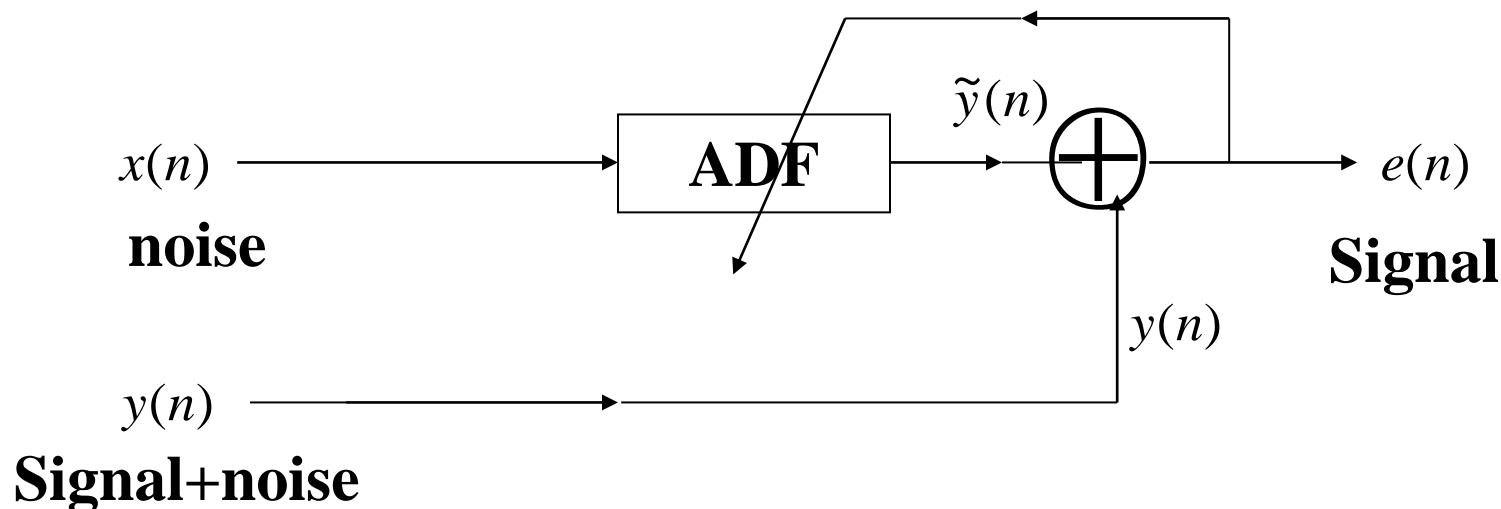 ỹ(n)
x(n)
ADF
e(n)
noise
Signal
y(n)
y(n)
Signal+noise